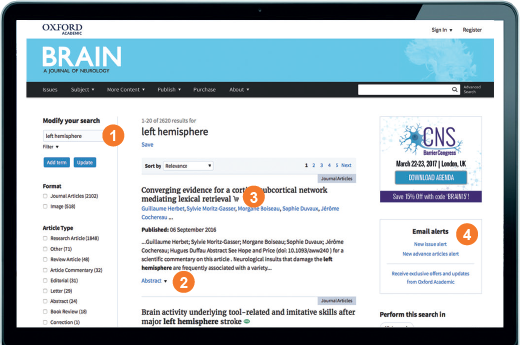 OXFORD
ACADEMIC
Sign In ▾ Register
BRAIN
A JOURNAL OF NEUROLOGY
Issues Subject ▾ More Content ▾ Publish ▾ Purchase About ▾
Advanced
Search
Modify your search
left hemisphere
1
Filter ▾
Add term Update
Format
Journal Articles (2102)
Image (518)
Article Type
Research Article (1848)
Other (71)
Review Article (48)
Article Commentary (32)
Editorial (31)
Letter (29)
Abstract (24)
Book Review (18)
Correction (1)
1-20 of 2620 results for
left hemisphere
Save
Sort by Relevance ▾
1 2 3 4 5 Next
JournalArticles
Converging evidence for a subcortical network
mediating lexical retrieval
3
Guillaume Herbet, Sylvie Moritz-Gasser, Morgane Boiseau, Sophie Duvaux, Jérôme
Cochereau ...
Published: 06 September 2016
...Guillaume Herbet; Sylvie Moritz-Gasser; Morgane Boiseau; Sophie Duvaux; Jérôme
Cochereau; Hugues Duffau Abstract See Hope and Price (doi: 10.1093/aww240 ) for a
scientific commentary on this article . Neurological insults that damage the left
hemisphere are frequently associated with a variety...
Abstract ▾
2
JournalArticles
Brain activity underlying tool-related and imitative skills after
major left hemisphere stroke
CNS
BarrierCongress
March 22-23, 2017 | London, UK
DOWNLOAD AGENDA
Save 15% Off with code 'BRAIN15'!
Email alerts
4
New issue alert
New advance articles alert
Receive exclusive offers and updates
from Oxford Academic
Perform this search in